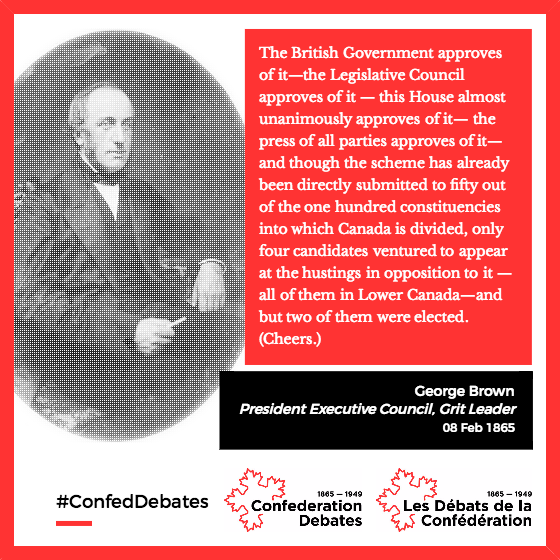 The British Government approves
of it—the Legislative Council
approves of it — this House almost
unanimously approves of it— the
press of all parties approves of it—
and though the scheme has already
been directly submitted to fifty out
of the one hundred constituencies
into which Canada is divided, only
four candidates ventured to appear
at the hustings in opposition to it —
all of them in Lower Canada—and
but two of them were elected.
(Cheers.)
George Brown
President Executive Council, Grit Leader
08 Feb 1865
#ConfedDebates
1865 — 1949
Confederation
Debates
1865 — 1949
Les Débats de la
Confédération